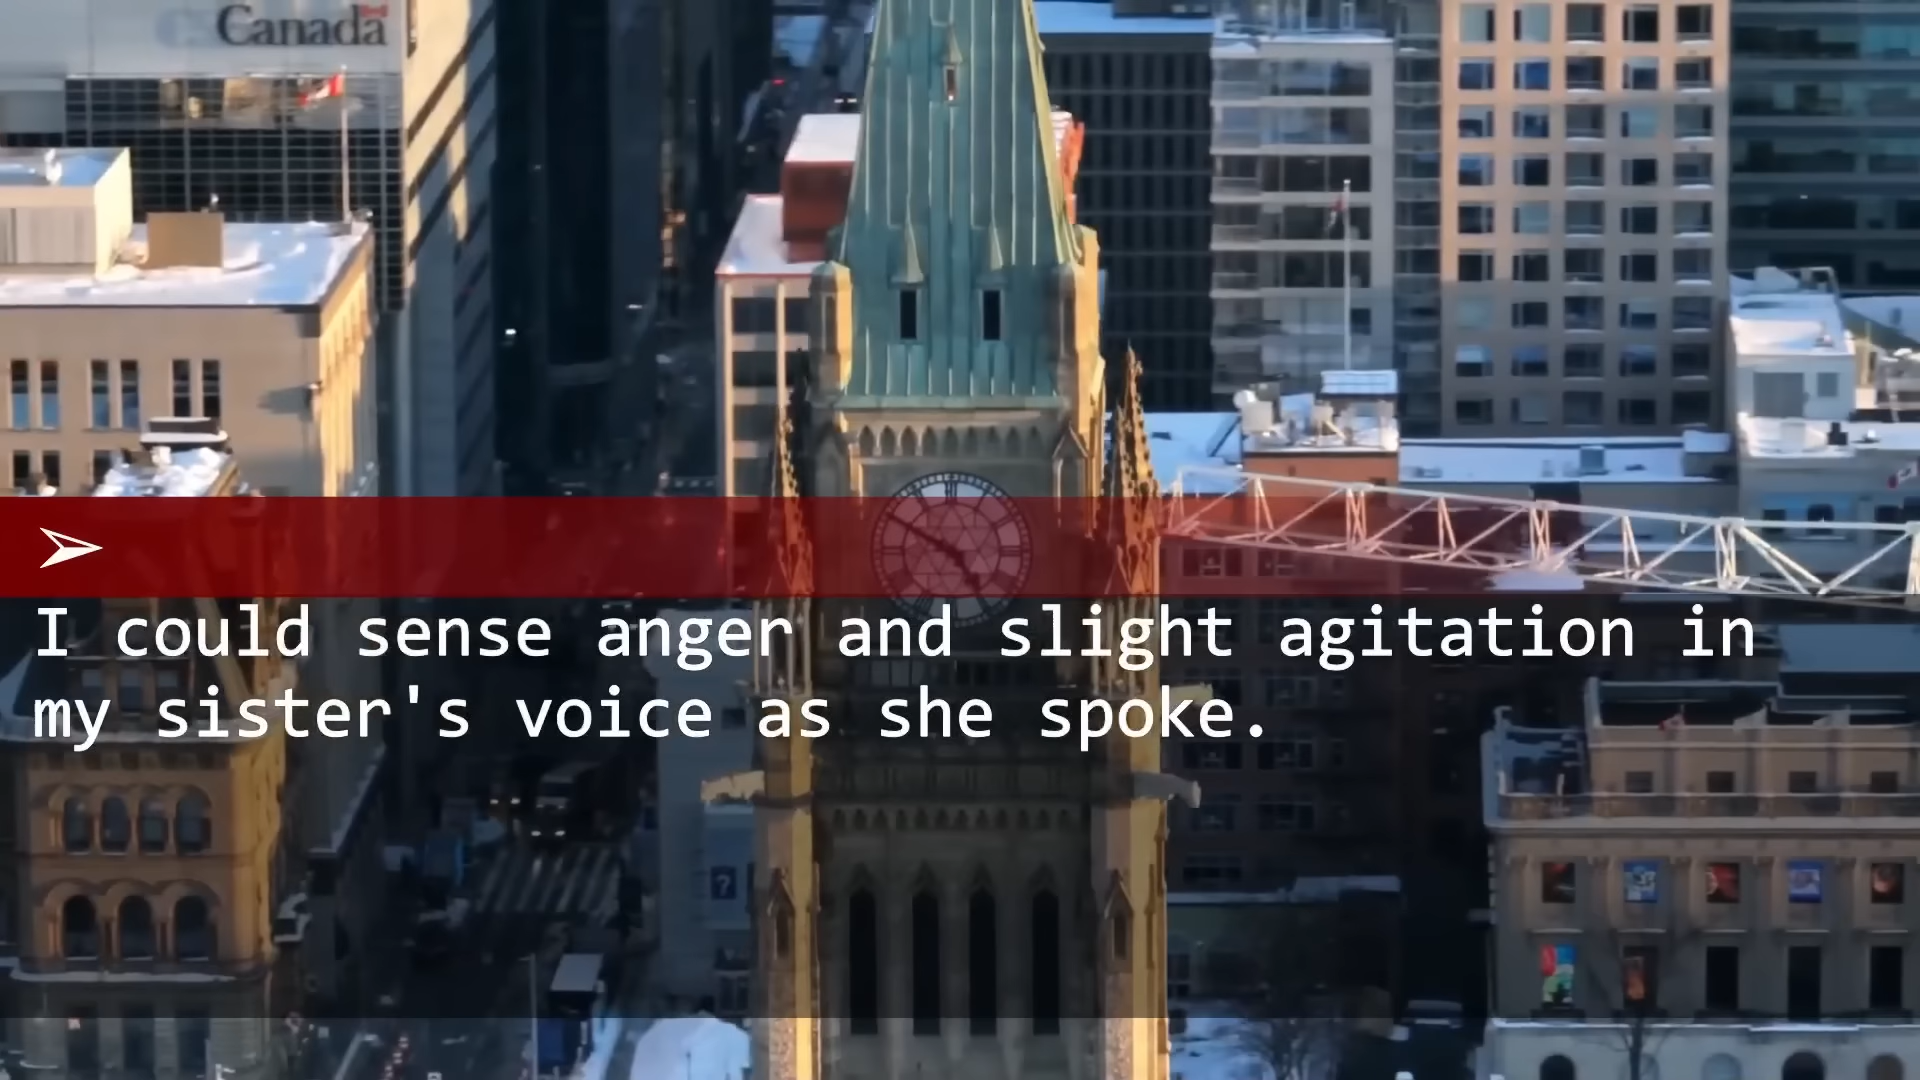 Canada
I could sense anger and slight agitation in
my sister's voice as she spoke.
?